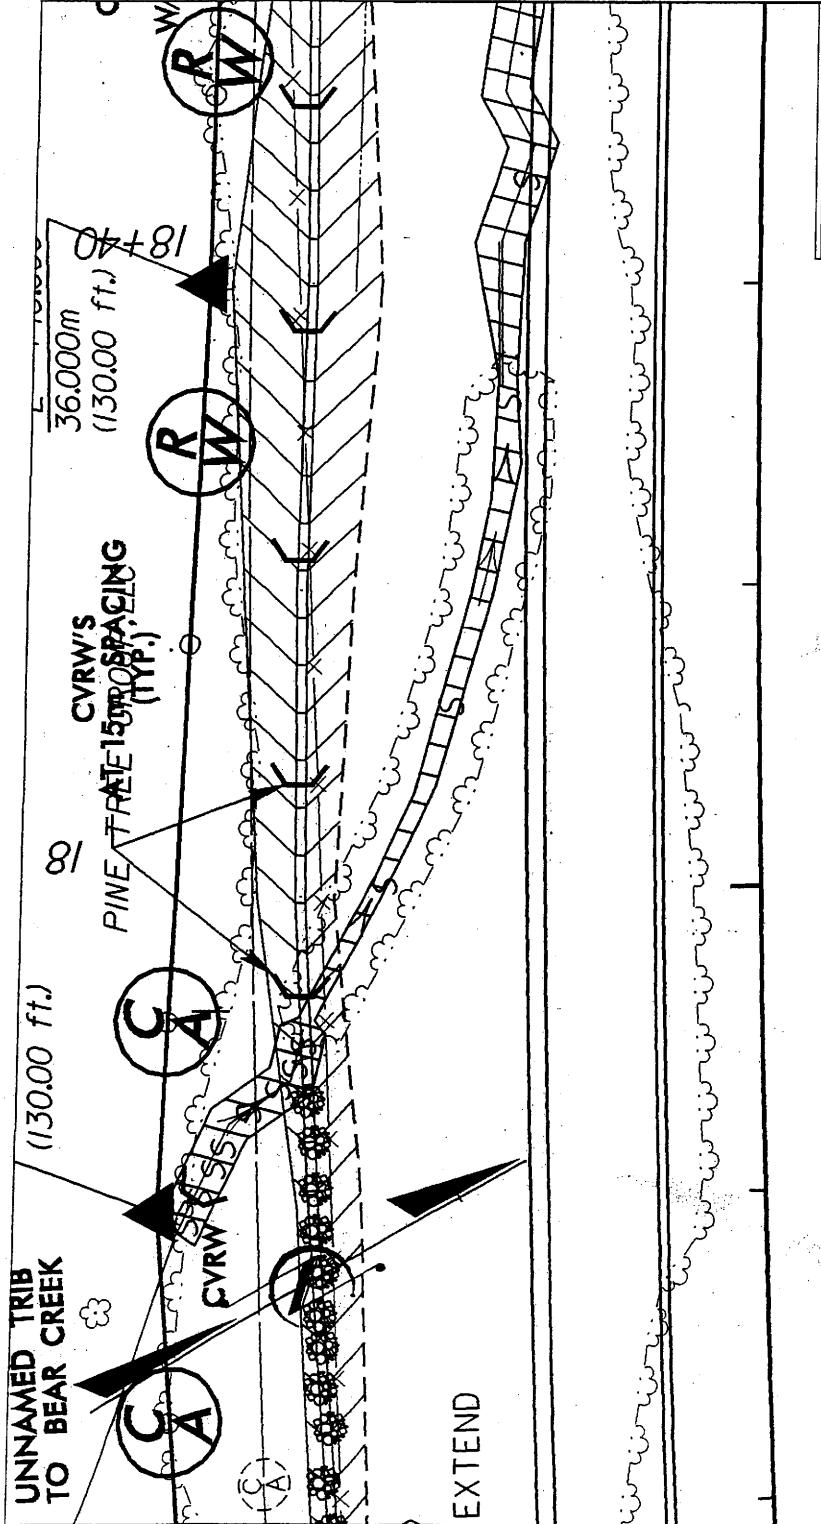 R
W
18+40
36.000m
(130.00 ft.)
R
W
CVRW'S
AT 15m SPACING
(TYP.)
PINE TREE
18
C
A
(130.00 ft.)
S
S
S
S
CVRW
UNNAMED TRIB
TO BEAR CREEK
C
A
C
A
EXTEND